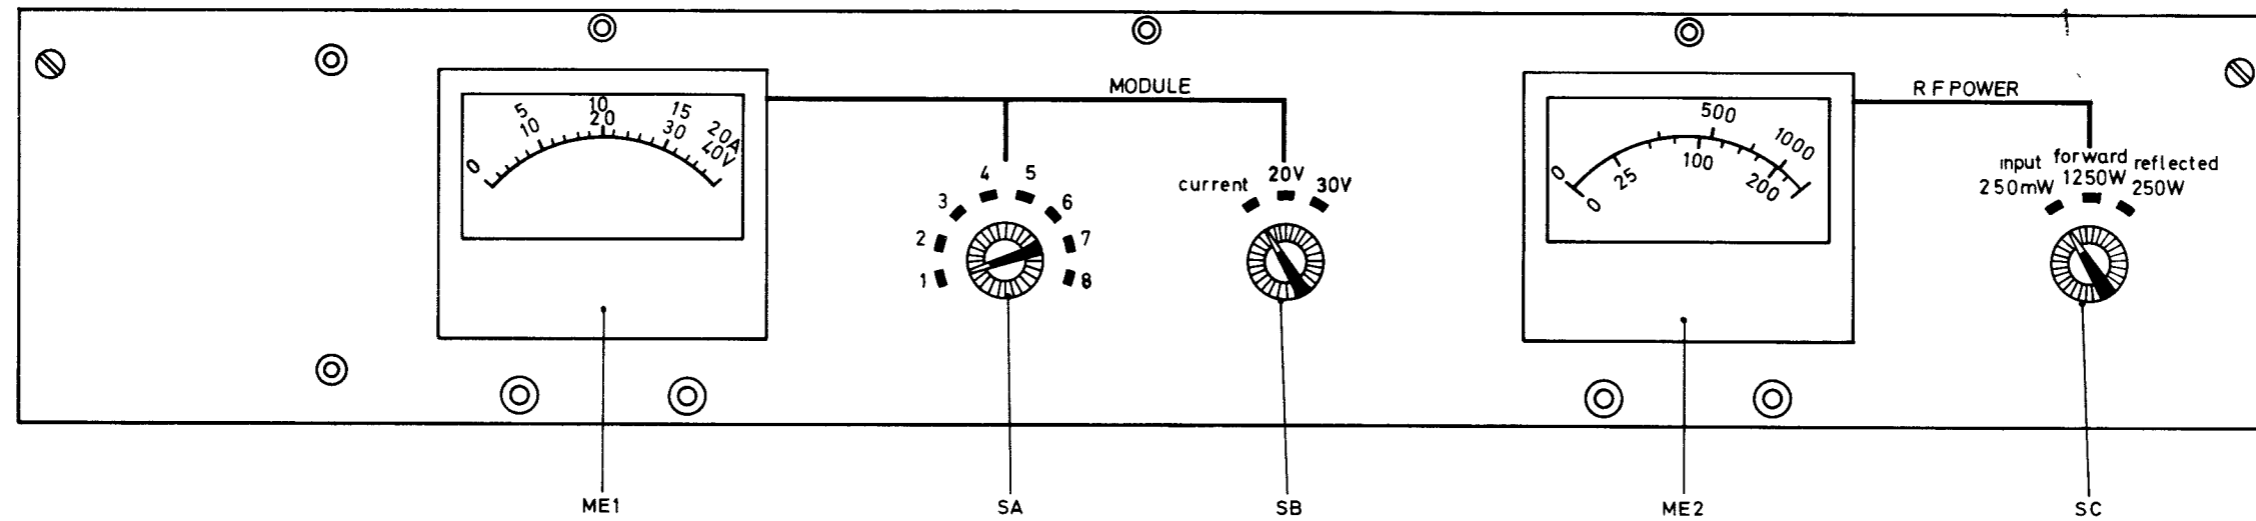 MODULE
R F POWER
0 5 10 15 20A
10 20 30 40V
0 500 1000
0 25 100 200
1 2 3 4 5 6 7 8
current 20V 30V
input forward reflected
250mW 1250W 250W
ME1 SA SB ME2 SC